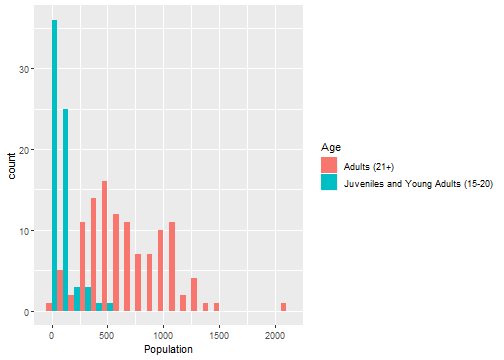 30
20
10
0
count
0 500 1000 1500 2000
Population
Age
Adults (21+)
Juveniles and Young Adults (15-20)